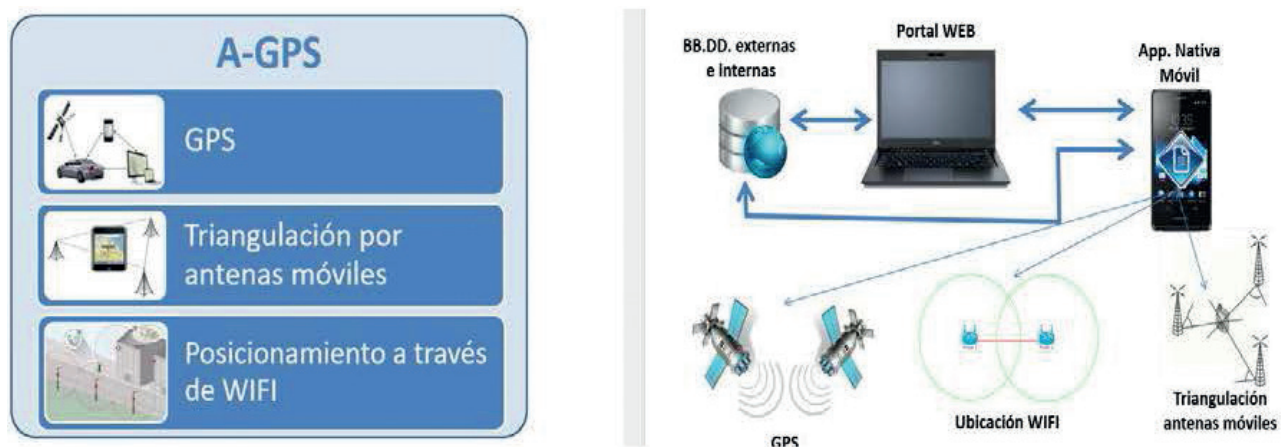 A-GPS
GPS
Triangulación por
antenas móviles
Posicionamiento a través
de WIFI
BB.DD. externas
e internas
Portal WEB
App. Nativa
Móvil
GPS
Ubicación WIFI
Triangulación
antenas móviles